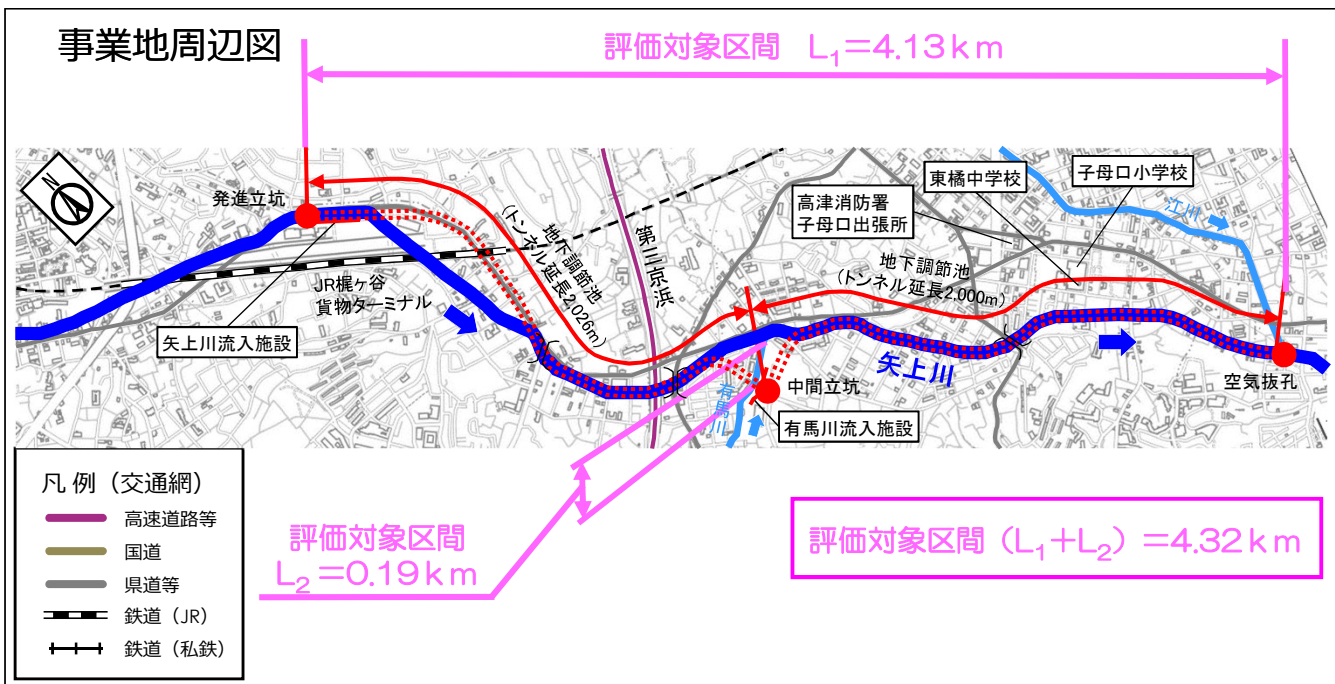 事業地周辺図
評価対象区間 L₁=4.13km
N
発進立坑
JR梶ヶ谷
貨物ターミナル
矢上川流入施設
地下調節池
(トンネル延長2,026m)
第三京浜
高津消防署
子母口出張所
東橘中学校
子母口小学校
江川
地下調節池
(トンネル延長2,000m)
矢上川
中間立坑
有馬川
有馬川流入施設
空気抜孔
凡例(交通網)
高速道路等
国道
県道等
鉄道(JR)
鉄道(私鉄)
評価対象区間
L₂=0.19km
評価対象区間(L₁+L₂)=4.32km